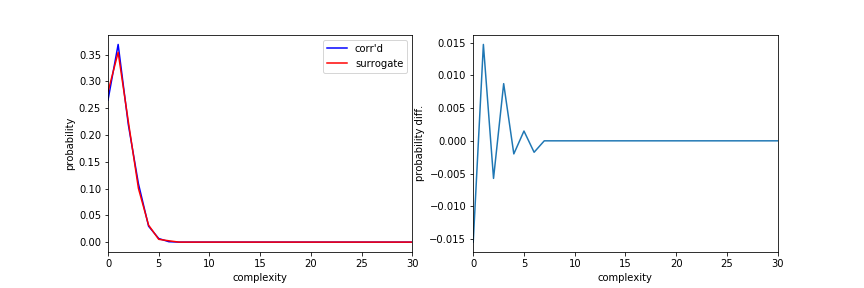 0.35
0.30
0.25
0.20
0.15
0.10
0.05
0.00
probability
0 5 10 15 20 25 30
complexity
corr'd
surrogate
0.015
0.010
0.005
0.000
−0.005
−0.010
−0.015
probability diff.
0 5 10 15 20 25 30
complexity